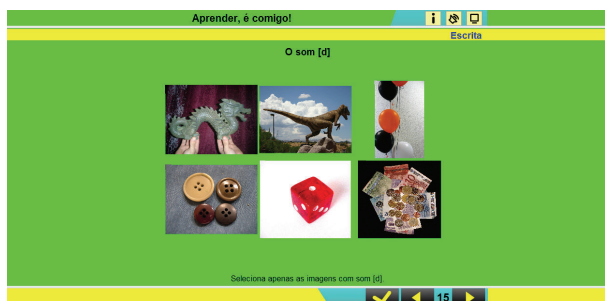 Aprender, é comigo!
Escrita
O som [d]
Seleciona apenas as imagens com som [d].
15